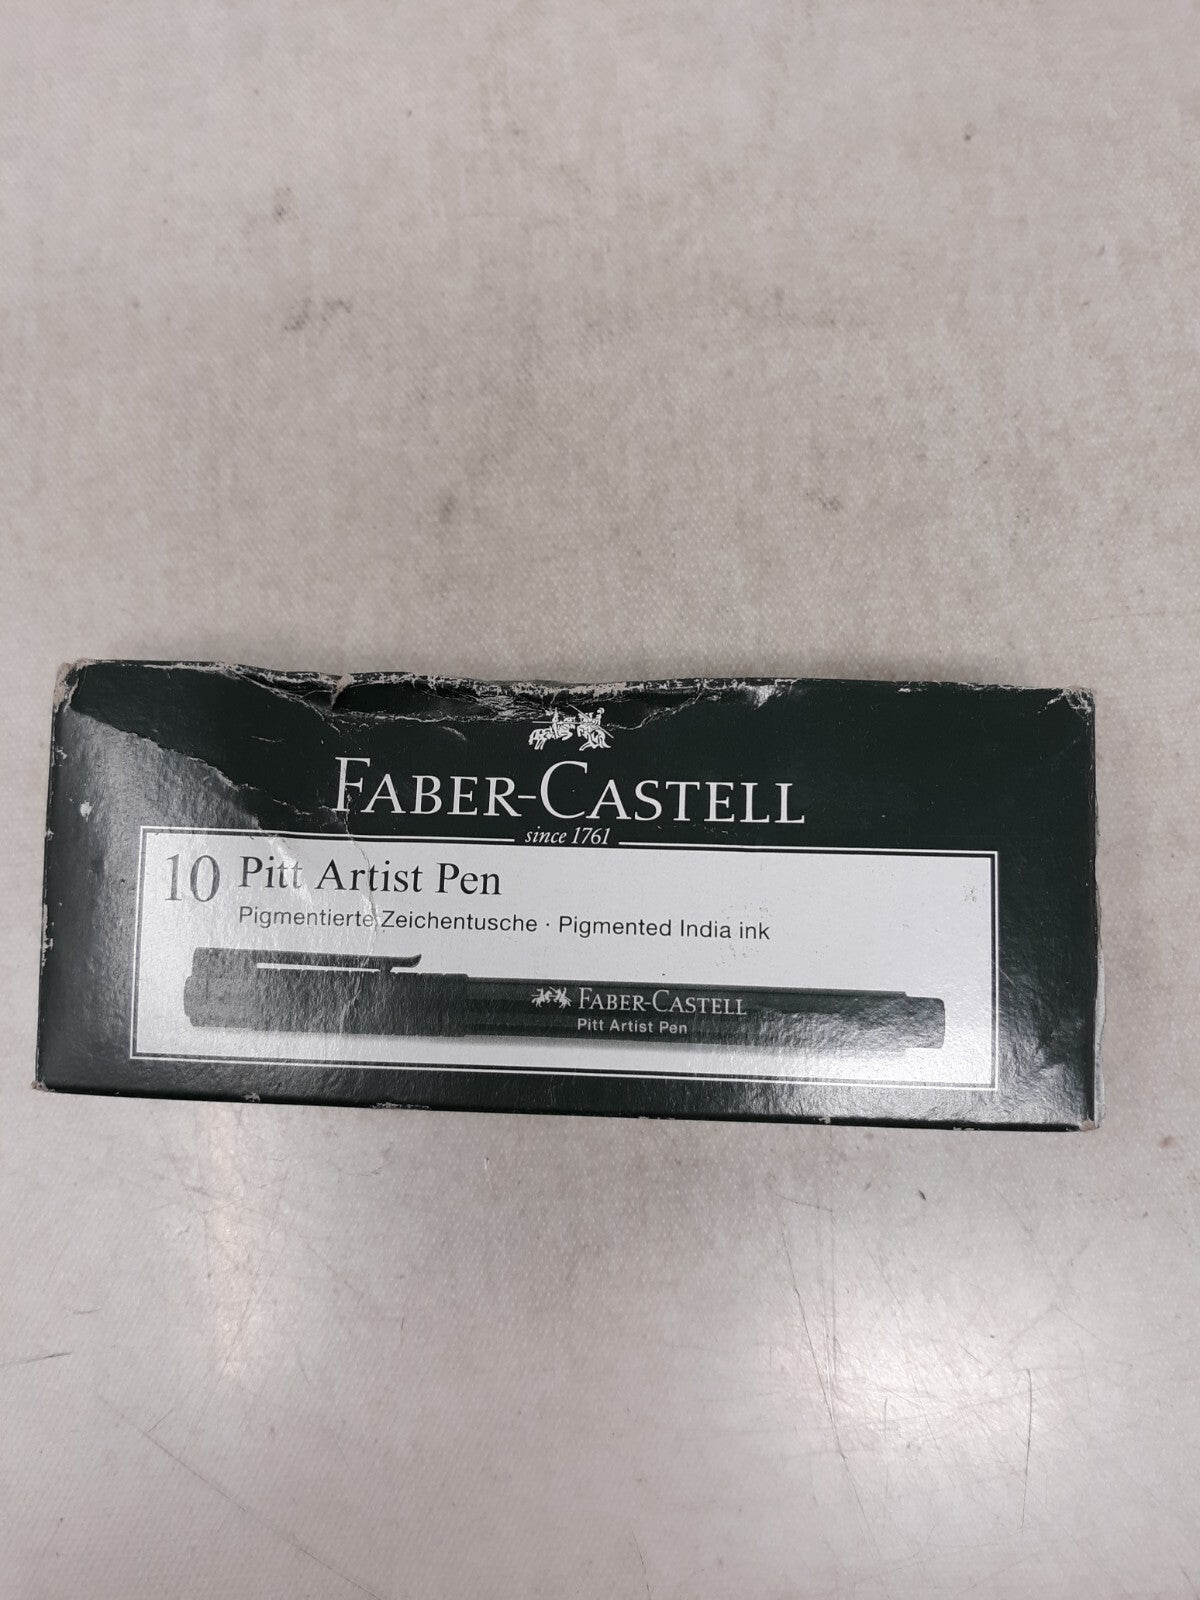 FABER-CASTELL
since 1761
10 Pitt Artist Pen
Pigmentierte Zeichentusche · Pigmented India ink
FABER-CASTELL
Pitt Artist Pen